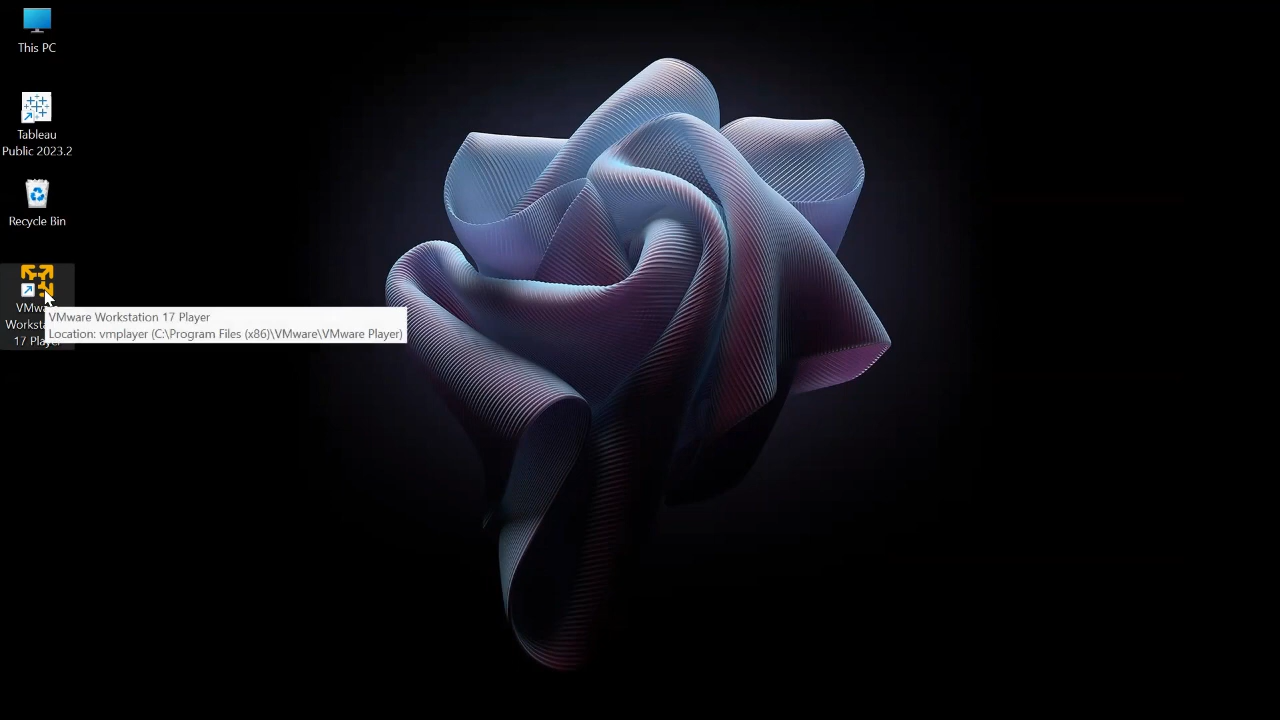 This PC
Tableau
Public 2023.2
Recycle Bin
VMware Workstation 17 Player
Location: vmplayer (C:\Program Files (x86)\VMware\VMware Player)
17